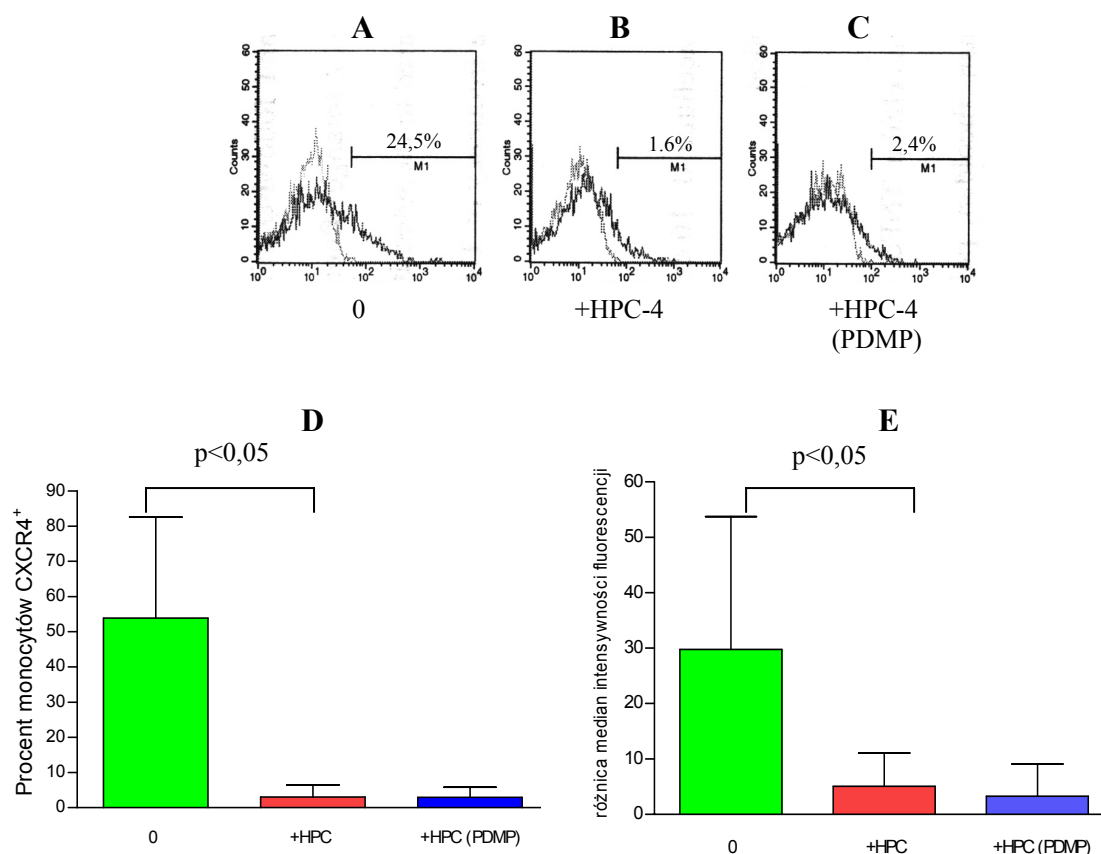 A B C
60
50
40
30
20
10
0
Counts
24,5%
M1
10⁰ 10¹ 10² 10³ 10⁴
0
60
50
40
30
20
10
0
Counts
1.6%
M1
10⁰ 10¹ 10² 10³ 10⁴
+HPC-4
60
50
40
30
20
10
0
Counts
2,4%
M1
10⁰ 10¹ 10² 10³ 10⁴
+HPC-4
(PDMP)
D
p<0,05
Procent monocytów CXCR4⁺
90
80
70
60
50
40
30
20
10
0
0 +HPC +HPC (PDMP)
E
p<0,05
różnica median intensywności fluorescencji
60
50
40
30
20
10
0
0 +HPC +HPC (PDMP)